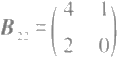 B₂₂ = ( 4 1
2 0 )